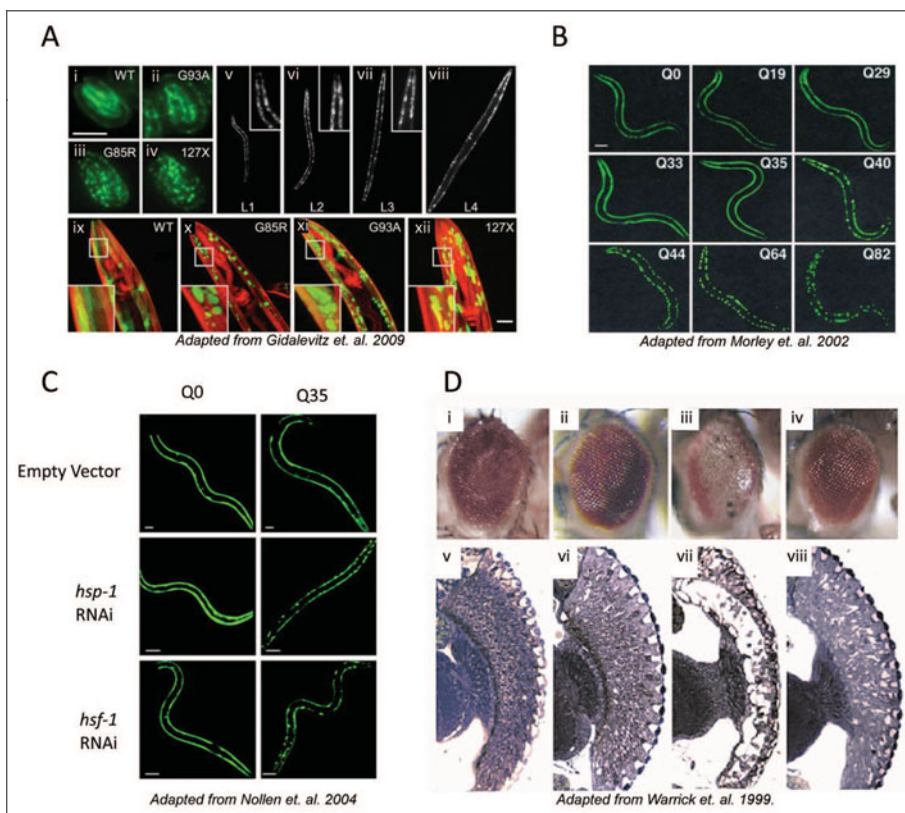 A
i
WT
ii
G93A
iii
G85R
iv
127X
v
L1
vi
L2
vii
L3
viii
L4
ix
WT
x
G85R
xi
G93A
xii
127X
Adapted from Gidalevitz et. al. 2009
B
Q0
Q19
Q29
Q33
Q35
Q40
Q44
Q64
Q82
Adapted from Morley et. al. 2002
C
Q0
Q35
Empty Vector
hsp-1
RNAi
hsf-1
RNAi
Adapted from Nollen et. al. 2004
D
i
ii
iii
iv
v
vi
vii
viii
Adapted from Warrick et. al. 1999.